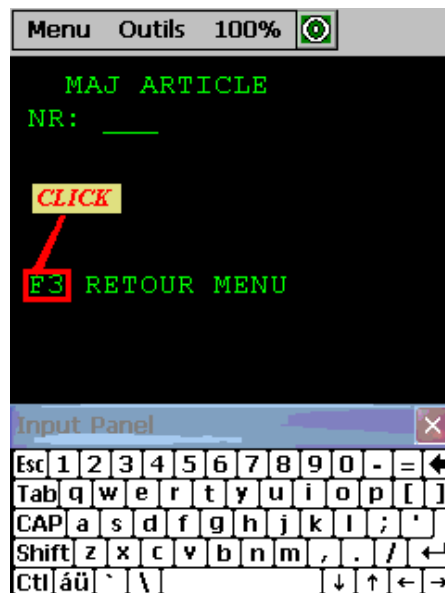 Menu Outils 100%
MAJ ARTICLE
NR: ___
CLICK
F3 RETOUR MENU
Input Panel
Esc 1 2 3 4 5 6 7 8 9 0 - =
Tab q w e r t y u i o p [ ]
CAP a s d f g h j k l ; '
Shift z x c v b n m , . /
Ctl áü ` \